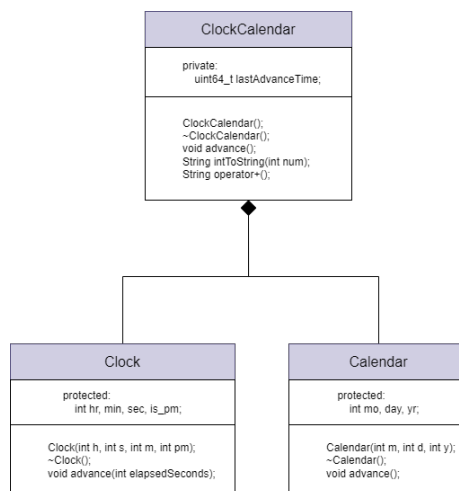 ClockCalendar
private:
uint64_t lastAdvanceTime;
ClockCalendar();
~ClockCalendar();
void advance();
String intToString(int num);
String operator+();
Clock
protected:
int hr, min, sec, is_pm;
Clock(int h, int s, int m, int pm);
~Clock();
void advance(int elapsedSeconds);
Calendar
protected:
int mo, day, yr;
Calendar(int m, int d, int y);
~Calendar();
void advance();